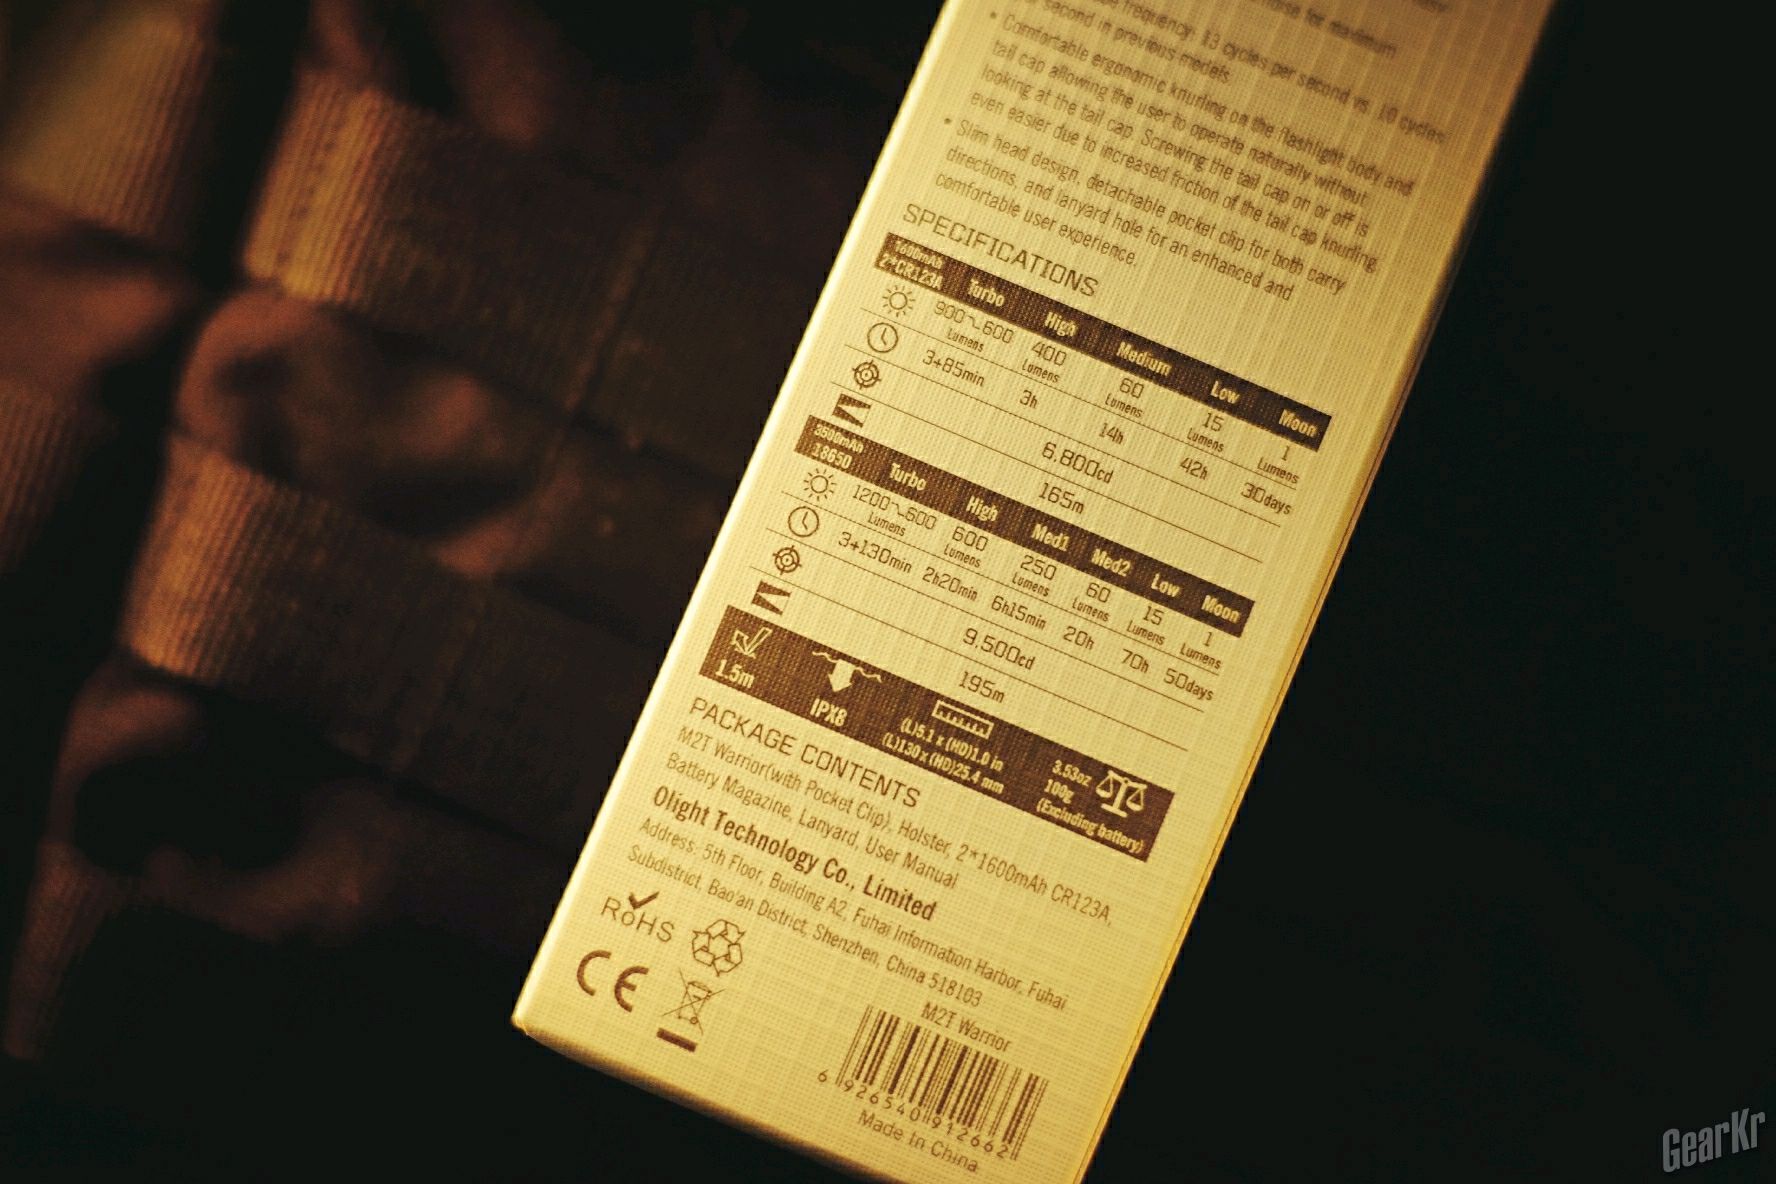 frequency: 13 cycles per second vs. 10 cycles
second in previous models.
• Comfortable ergonomic knurling on the flashlight body and
tail cap allowing the user to operate naturally without
looking at the tail cap. Screwing the tail cap on or off is
even easier due to increased friction of the tail cap knurling.
• Slim head design, detachable pocket clip for both carry
directions, and lanyard hole for an enhanced and
comfortable user experience.
SPECIFICATIONS
1600mAh
2*CR123A Turbo High Medium Low Moon
900~600 Lumens 400 Lumens 60 Lumens 15 Lumens 1 Lumens
3+85min 3h 14h 42h 30days
6,800cd
165m
3500mAh
18650 Turbo High Med1 Med2 Low Moon
1200~600 Lumens 600 Lumens 250 Lumens 60 Lumens 15 Lumens 1 Lumens
3+130min 2h20min 6h15min 20h 70h 50days
9,500cd
195m
1.5m IPX8 (L)5.1 x (HD)1.0 in
(L)130 x (HD)25.4 mm
3.53oz
100g
(Excluding battery)
PACKAGE CONTENTS
M2T Warrior(with Pocket Clip), Holster, 2*1600mAh CR123A,
Battery Magazine, Lanyard, User Manual
Olight Technology Co., Limited
Address: 5th Floor, Building A2, Fuhai Information Harbor, Fuhai
Subdistrict, Bao'an District, Shenzhen, China 518103
RoHS
CE
M2T Warrior
6 926540 912662
Made In China
GearKr